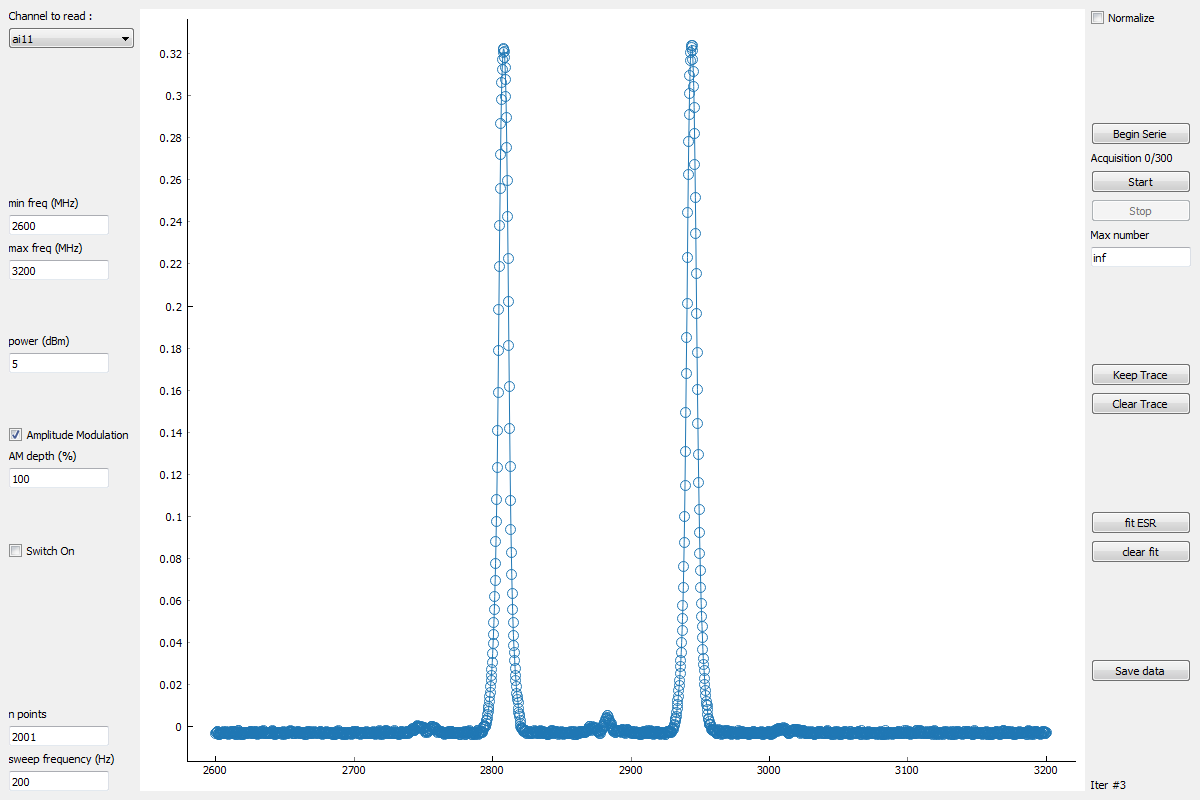 Channel to read :
ai11
min freq (MHz)
2600
max freq (MHz)
3200
power (dBm)
5
Amplitude Modulation
AM depth (%)
100
Switch On
n points
2001
sweep frequency (Hz)
200
0.32
0.3
0.28
0.26
0.24
0.22
0.2
0.18
0.16
0.14
0.12
0.1
0.08
0.06
0.04
0.02
0
2600 2700 2800 2900 3000 3100 3200
Normalize
Begin Serie
Acquisition 0/300
Start
Stop
Max number
inf
Keep Trace
Clear Trace
fit ESR
clear fit
Save data
Iter #3